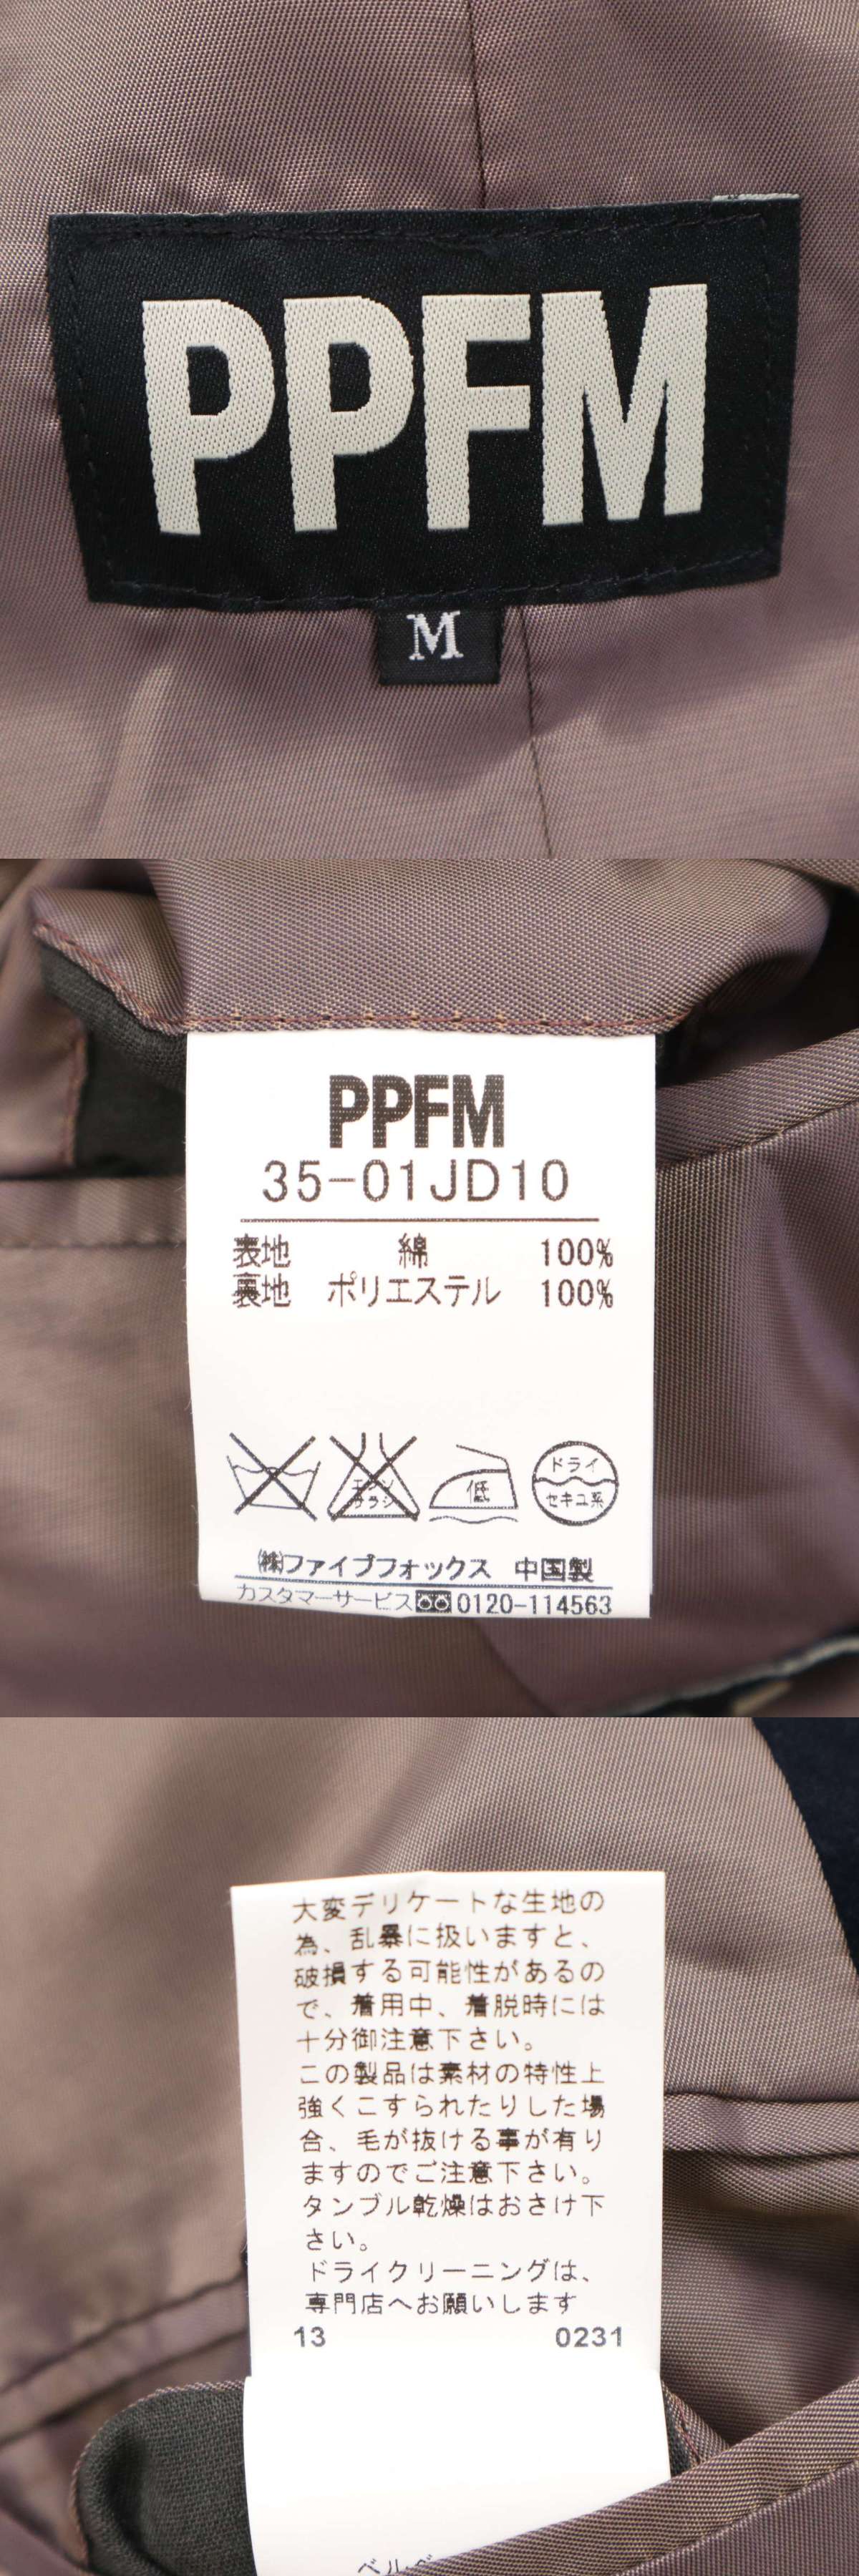 PPFM
M
PPFM
35-01JD10
表地 綿 100%
裏地 ポリエステル 100%
エンソ
サラシ
低
ドライ
セキユ系
㈱ファイブフォックス 中国製
カスタマーサービス 0120-114563
大変デリケートな生地の
為、乱暴に扱いますと、
破損する可能性があるの
で、着用中、着脱時には
十分御注意下さい。
この製品は素材の特性上
強くこすられたりした場
合、毛が抜ける事が有り
ますのでご注意下さい。
タンブル乾燥はおさけ下
さい。
ドライクリーニングは、
専門店へお願いします
13 0231